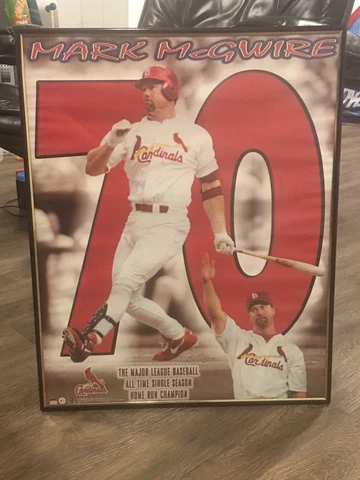 MARK McGWIRE
70
Cardinals
Cardinals
THE MAJOR LEAGUE BASEBALL
ALL TIME SINGLE SEASON
HOME RUN CHAMPION